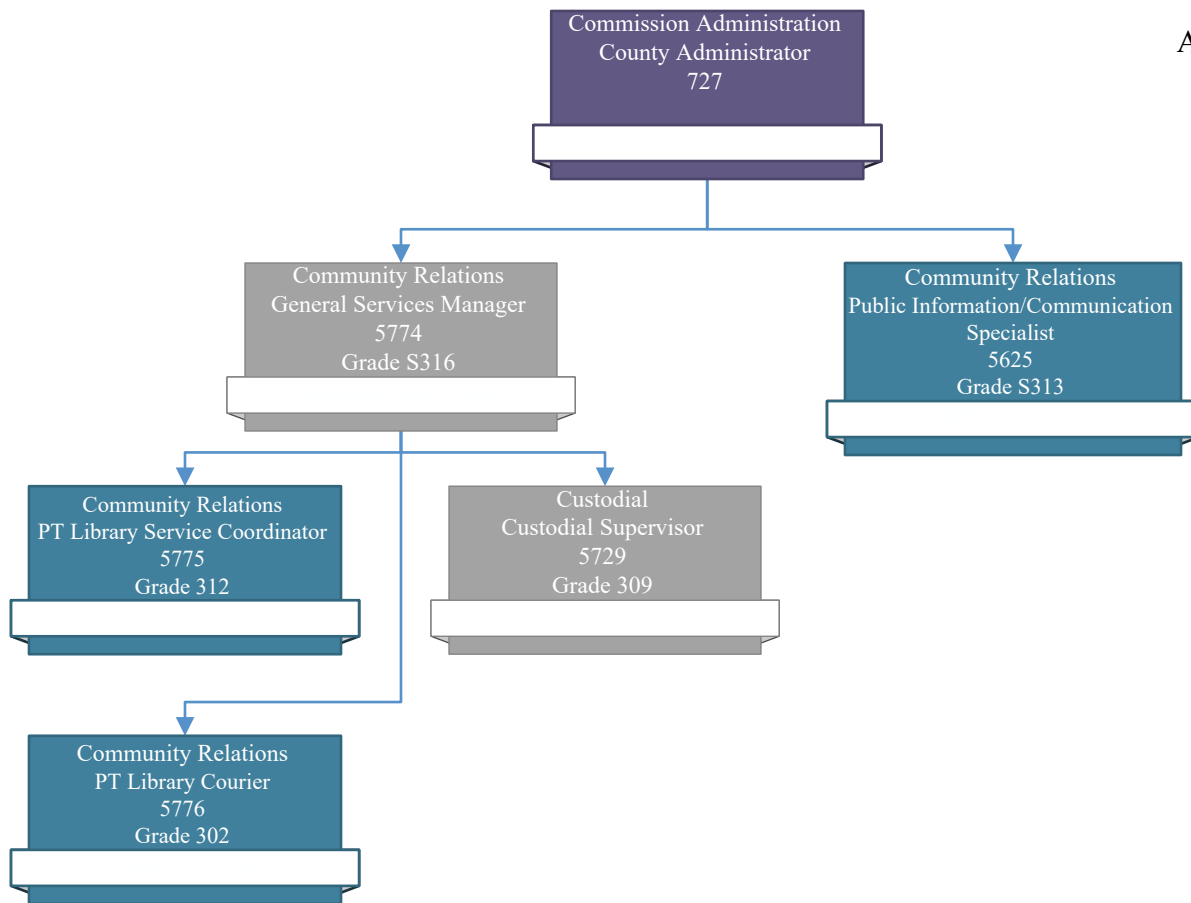 Commission Administration
County Administrator
727
A
Community Relations
General Services Manager
5774
Grade S316
Community Relations
Public Information/Communication
Specialist
5625
Grade S313
Community Relations
PT Library Service Coordinator
5775
Grade 312
Custodial
Custodial Supervisor
5729
Grade 309
Community Relations
PT Library Courier
5776
Grade 302